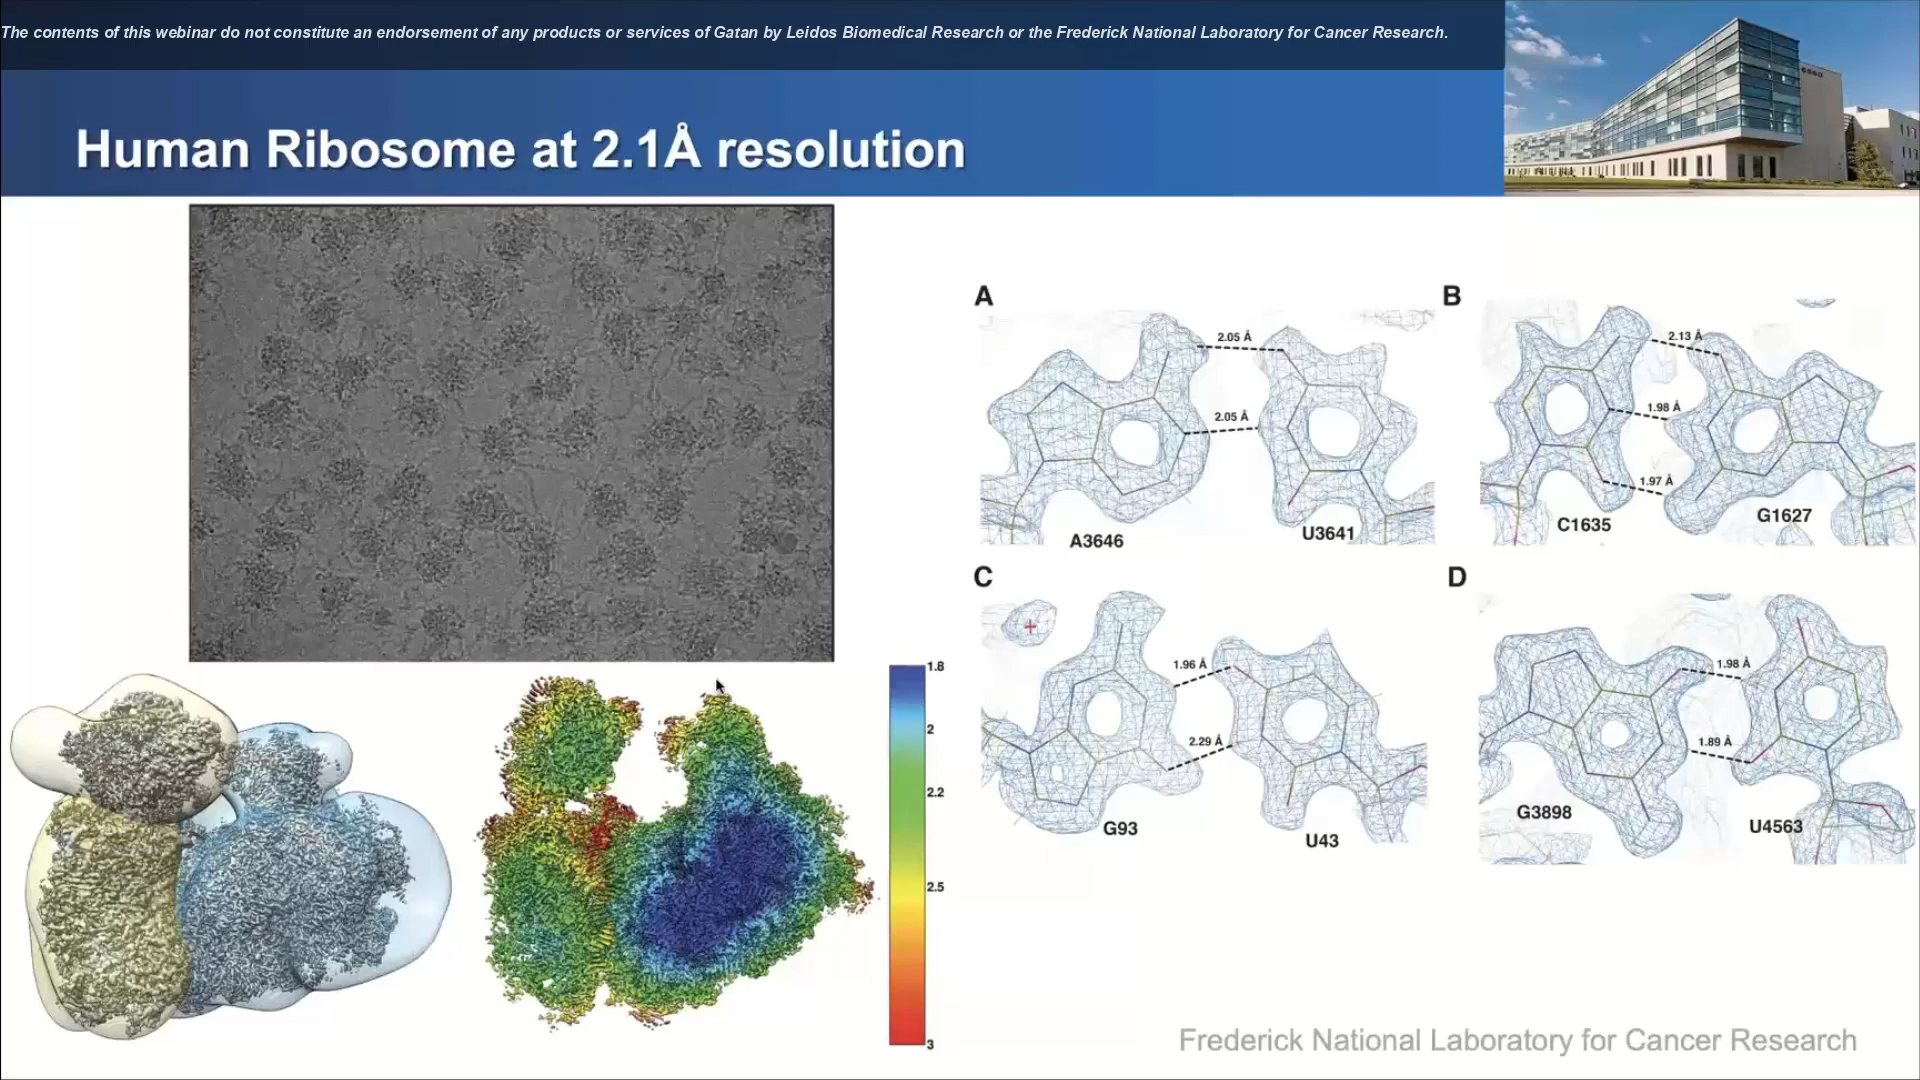 The contents of this webinar do not constitute an endorsement of any products or services of Gatan by Leidos Biomedical Research or the Frederick National Laboratory for Cancer Research.
Human Ribosome at 2.1Å resolution
A
2.05 Å
2.05 Å
A3646
U3641
B
2.13 Å
1.98 Å
1.97 Å
C1635
G1627
C
1.96 Å
2.29 Å
G93
U43
D
1.98 Å
1.89 Å
G3898
U4563
1.8
2
2.2
2.5
3
Frederick National Laboratory for Cancer Research